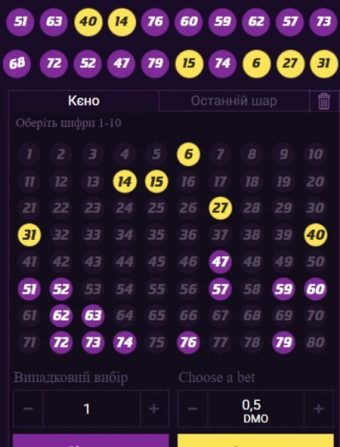 51 63 40 14 76 60 59 62 57 73
68 72 52 47 79 15 74 6 27 31
Кєно Останній шар
Оберіть шифри 1-10
1 2 3 4 5 6 7 8 9 10
11 12 13 14 15 16 17 18 19 20
21 22 23 24 25 26 27 28 29 30
31 32 33 34 35 36 37 38 39 40
41 42 43 44 45 46 47 48 49 50
51 52 53 54 55 56 57 58 59 60
61 62 63 64 65 66 67 68 69 70
71 72 73 74 75 76 77 78 79 80
Випадковий вибір Choose a bet
− 1 + − 0,5 +
DMO